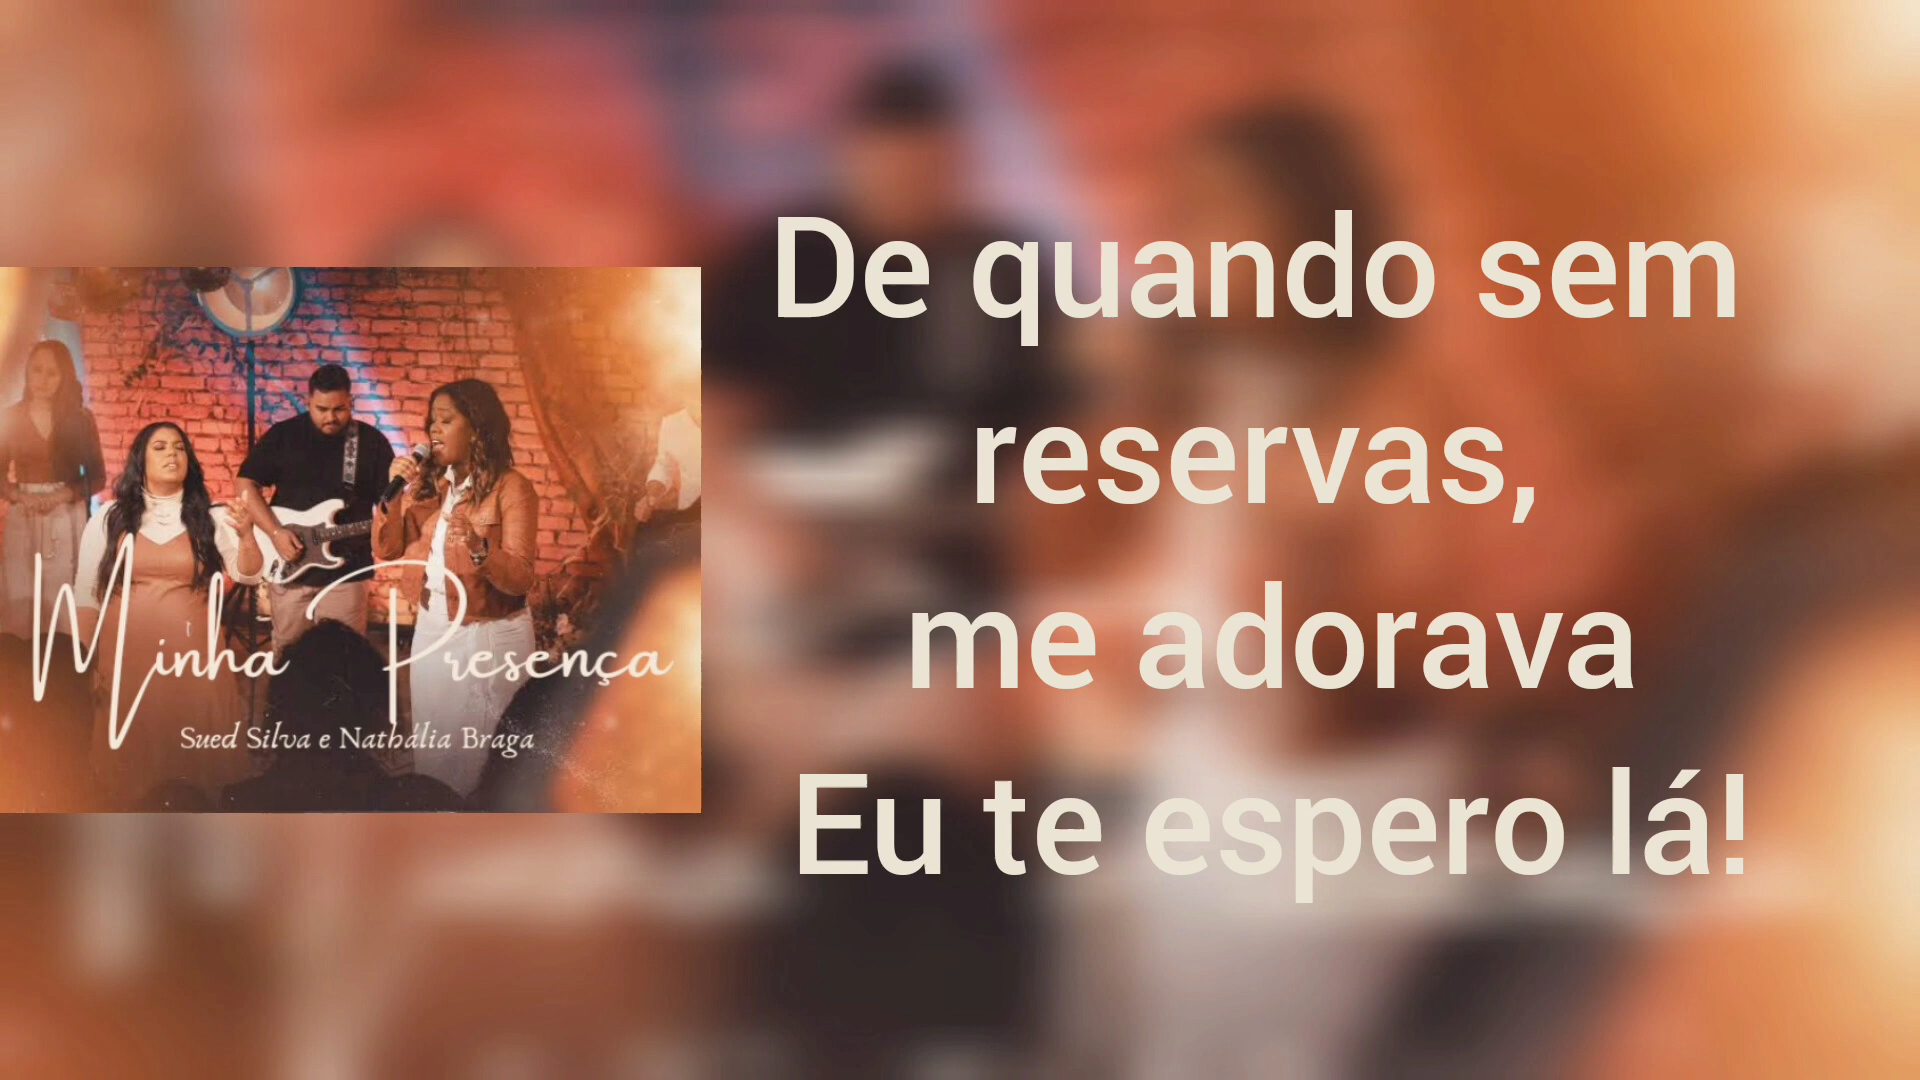 Minha Presença
Sued Silva e Nathália Braga
De quando sem
reservas,
me adorava
Eu te espero lá!